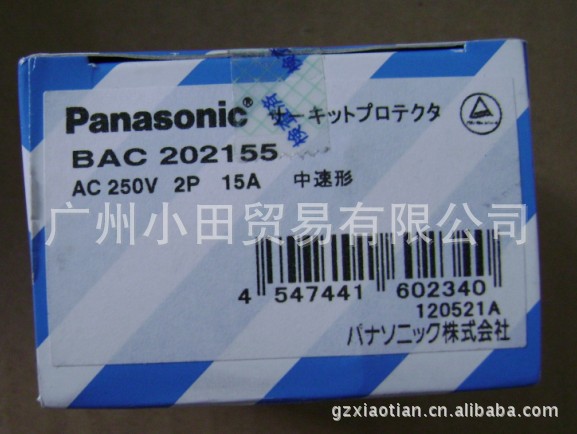 Panasonic® サーキットプロテクタ
BAC 202155
AC 250V 2P 15A 中速形
广州小田贸易有限公司
4 547441 602340
120521A
パナソニック株式会社
gzxiaotian.cn.alibaba.com